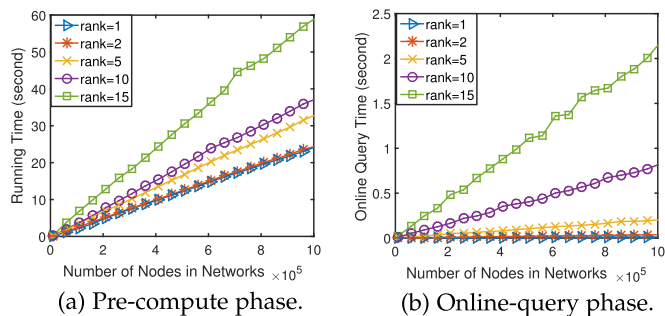 60
50
40
30
20
10
0
0
2
4
6
8
10
Running Time (second)
rank=1
rank=2
rank=5
rank=10
rank=15
Number of Nodes in Networks ×10^5
(a) Pre-compute phase.
2.5
2
1.5
1
0.5
0
0
2
4
6
8
10
Online Query Time (second)
rank=1
rank=2
rank=5
rank=10
rank=15
Number of Nodes in Networks ×10^5
(b) Online-query phase.